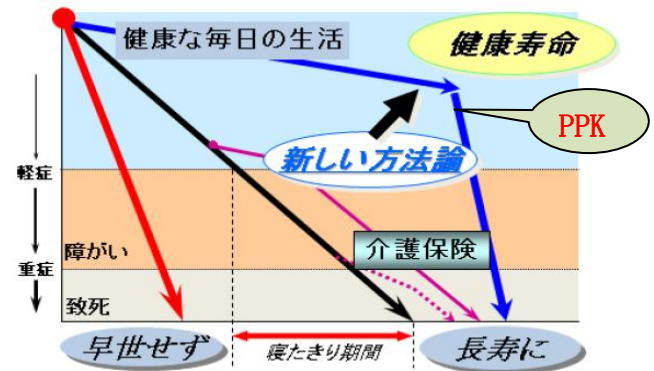 健康な毎日の生活
健康寿命
PPK
新しい方法論
軽症
障がい
介護保険
重症
致死
早世せず
寝たきり期間
長寿に